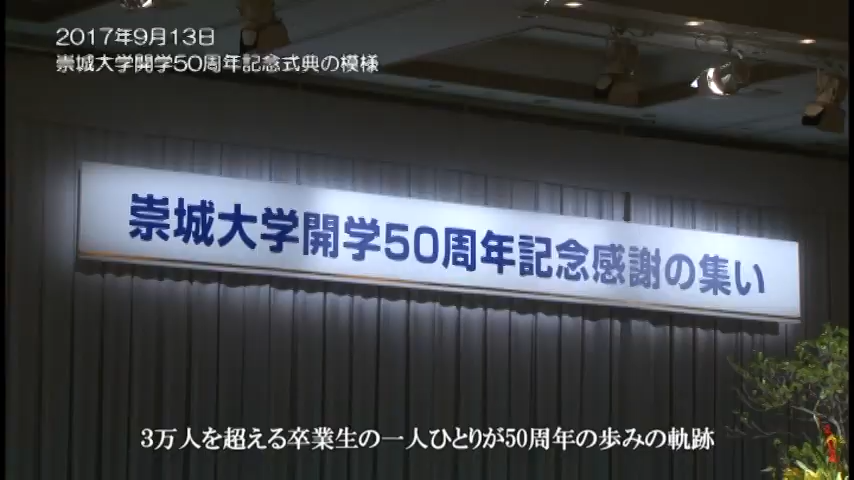 2017年9月13日
崇城大学開学50周年記念式典の模様
崇城大学開学50周年記念感謝の集い
3万人を超える卒業生の一人ひとりが50周年の歩みの軌跡